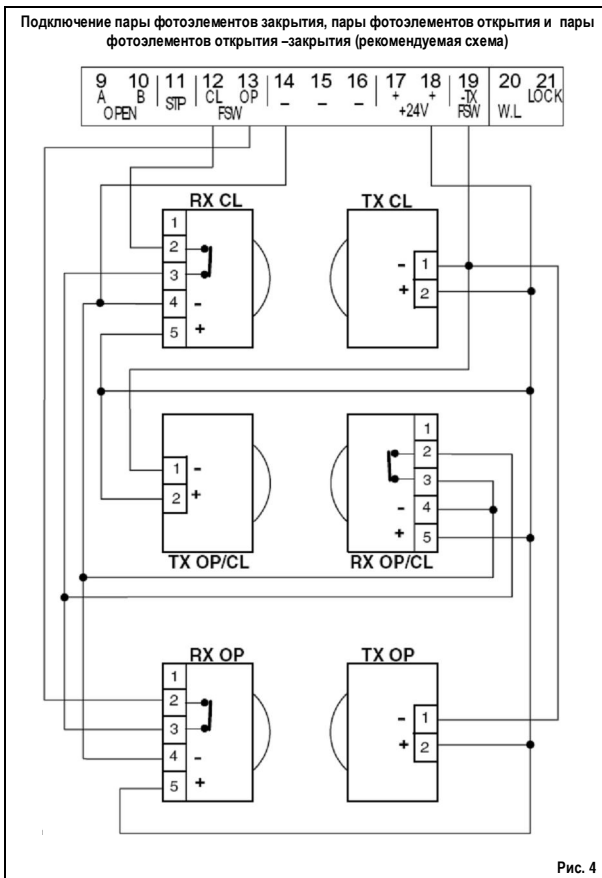 Подключение пары фотоэлементов закрытия, пары фотоэлементов открытия и пары
фотоэлементов открытия –закрытия (рекомендуемая схема)
9 10 11 12 13 14 15 16 17 18 19 20 21
A B STP CL OP – – – + + -TX LOCK
OPEN FSW +24V FSW W.L
RX CL TX CL
1
2
3
4 -
5 +
- 1
+ 2
1 -
2 +
1
2
3
- 4
+ 5
TX OP/CL RX OP/CL
RX OP TX OP
1
2
3
4 -
5 +
- 1
+ 2
Рис. 4